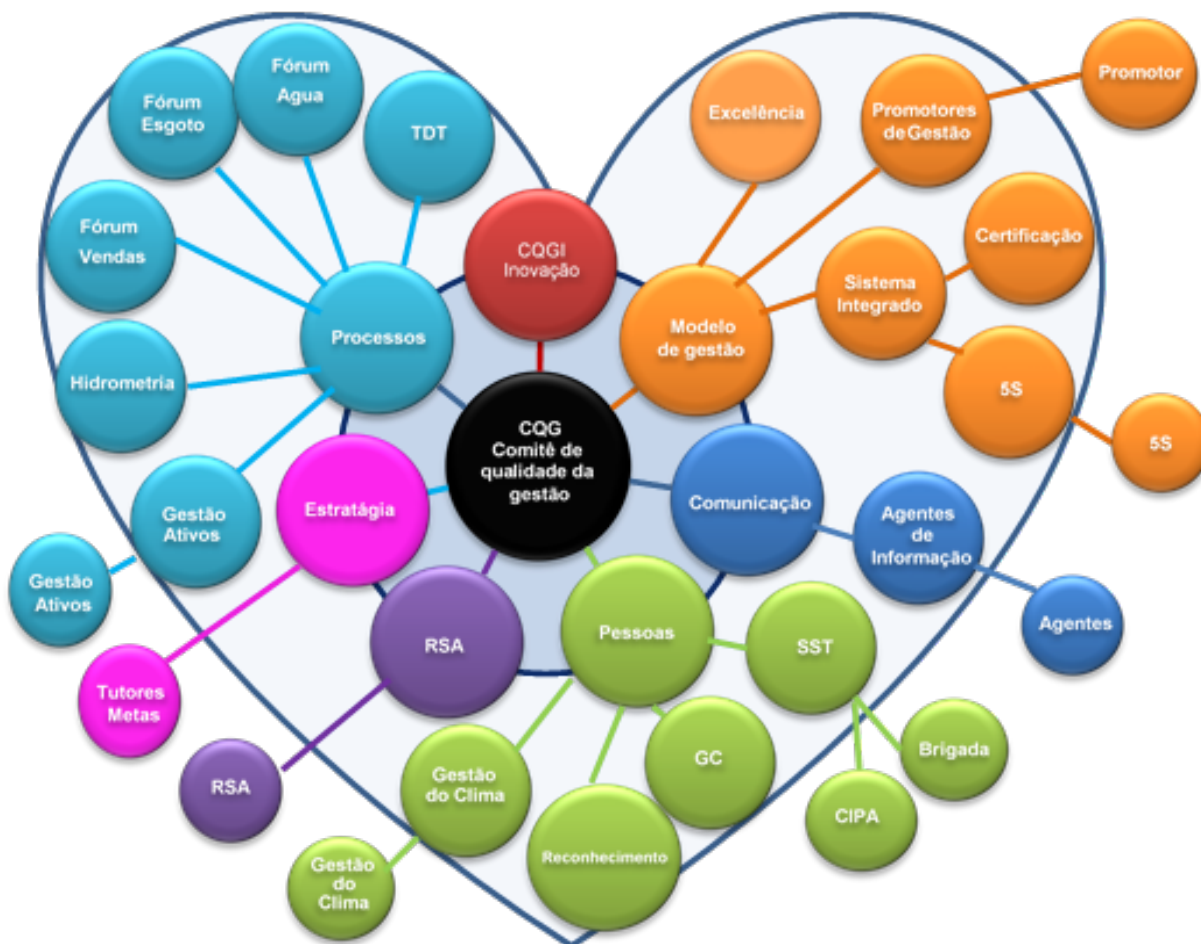 Fórum
Esgoto
Fórum
Agua
TDT
Fórum
Vendas
Hidrometria
Gestão
Ativos
Gestão
Ativos
Processos
CQGI
Inovação
Excelência
Promotores
de Gestão
Promotor
Certificação
Sistema
Integrado
Modelo
de gestão
5S
5S
CQG
Comitê de
qualidade da
gestão
Estratágia
Tutores
Metas
Comunicação
Agentes
de
Informação
Agentes
RSA
RSA
Pessoas
SST
Brigada
CIPA
GC
Reconhecimento
Gestão
do Clima
Gestão
do
Clima